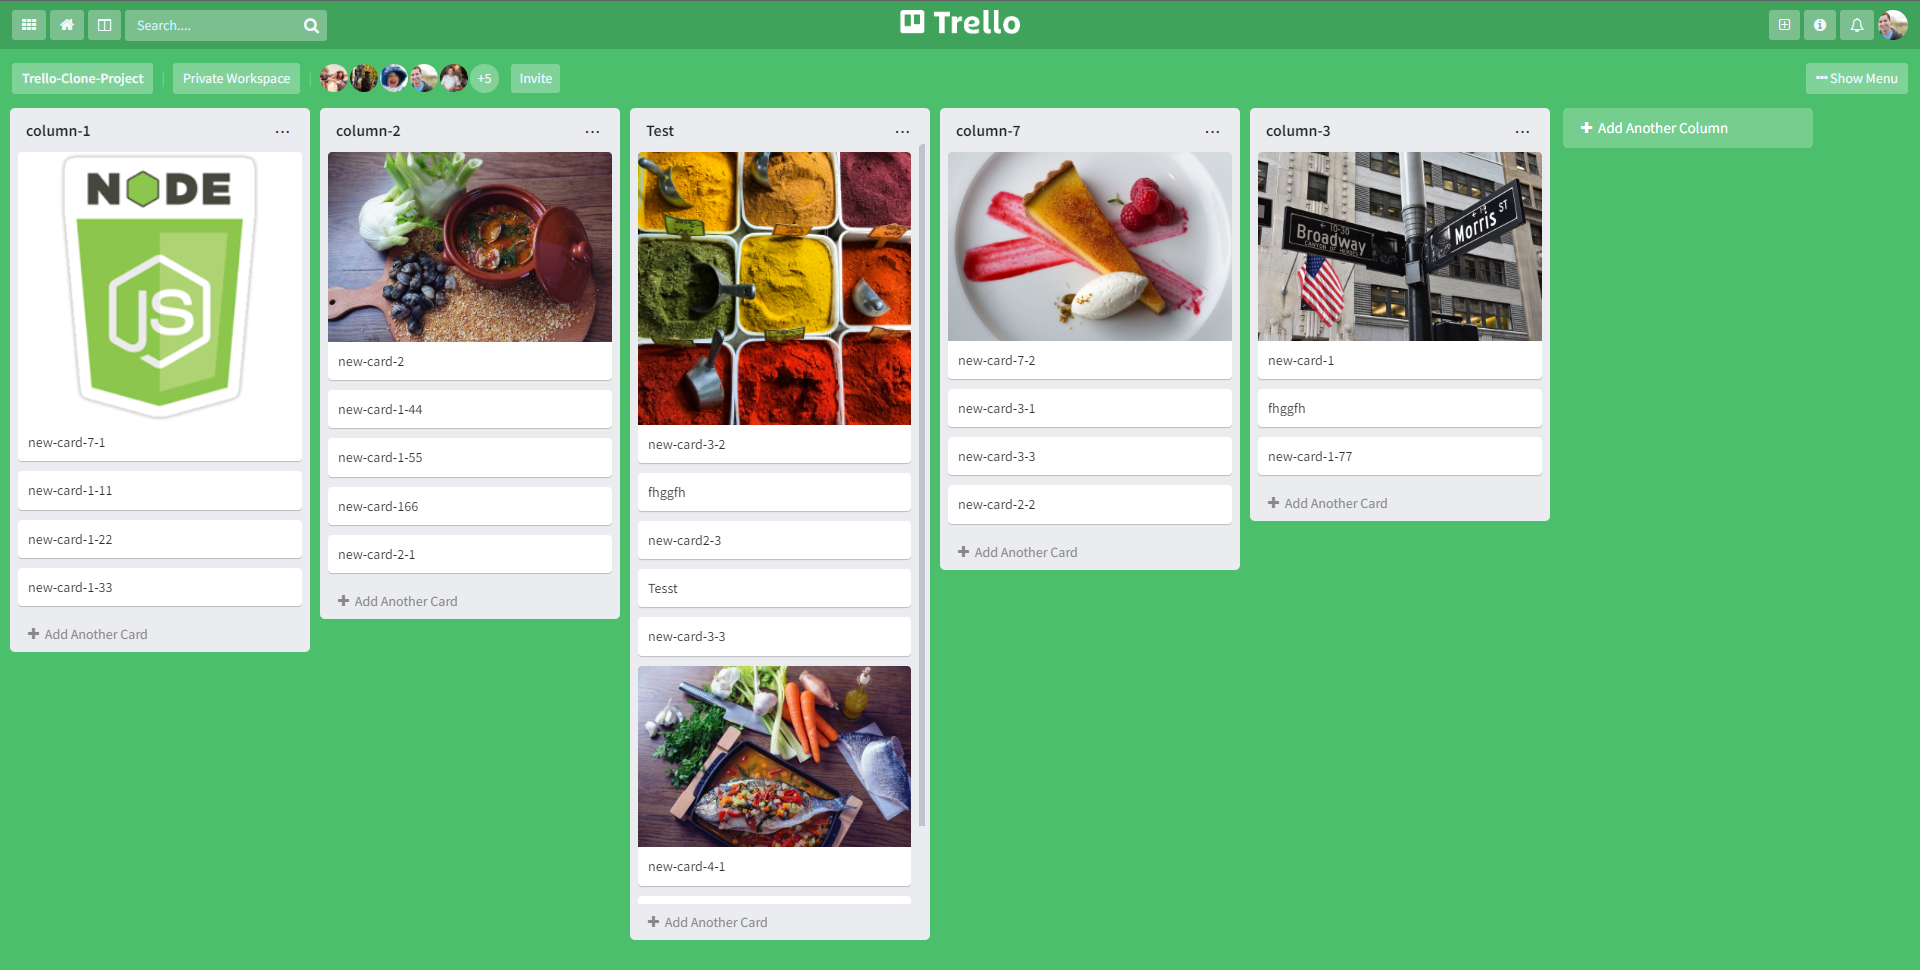 Search....
Trello
Trello-Clone-Project
Private Workspace
+5
Invite
Show Menu
column-1
NODE
JS
new-card-7-1
new-card-1-11
new-card-1-22
new-card-1-33
Add Another Card
column-2
new-card-2
new-card-1-44
new-card-1-55
new-card-166
new-card-2-1
Add Another Card
Test
new-card-3-2
fhggfh
new-card2-3
Tesst
new-card-3-3
new-card-4-1
Add Another Card
column-7
new-card-7-2
new-card-3-1
new-card-3-3
new-card-2-2
Add Another Card
column-3
← 10-30
Broadway
CANYON OF HEROES
Morris ST
new-card-1
fhggfh
new-card-1-77
Add Another Card
Add Another Column